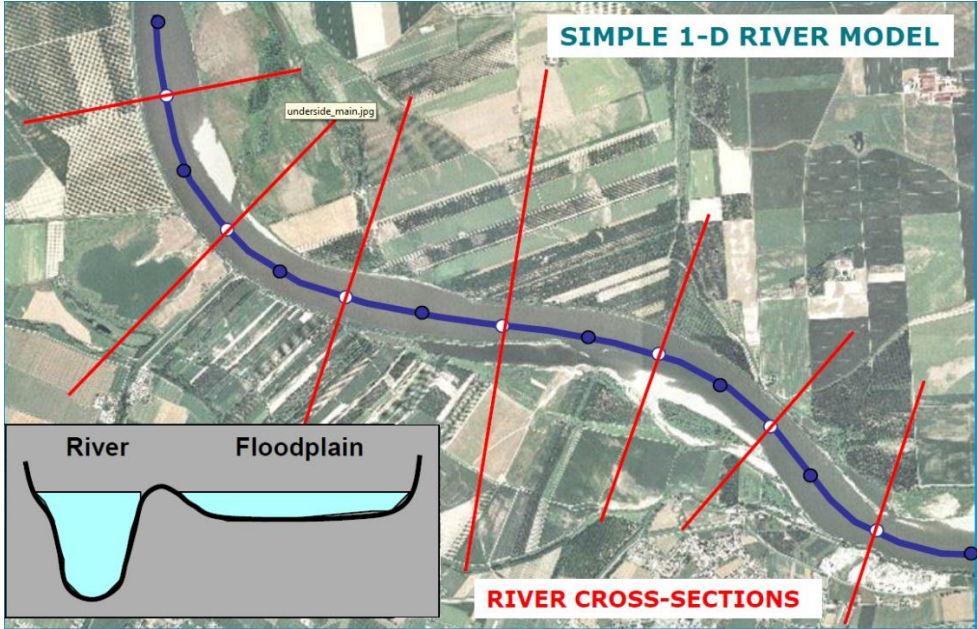 SIMPLE 1-D RIVER MODEL
underside_main.jpg
River Floodplain
RIVER CROSS-SECTIONS